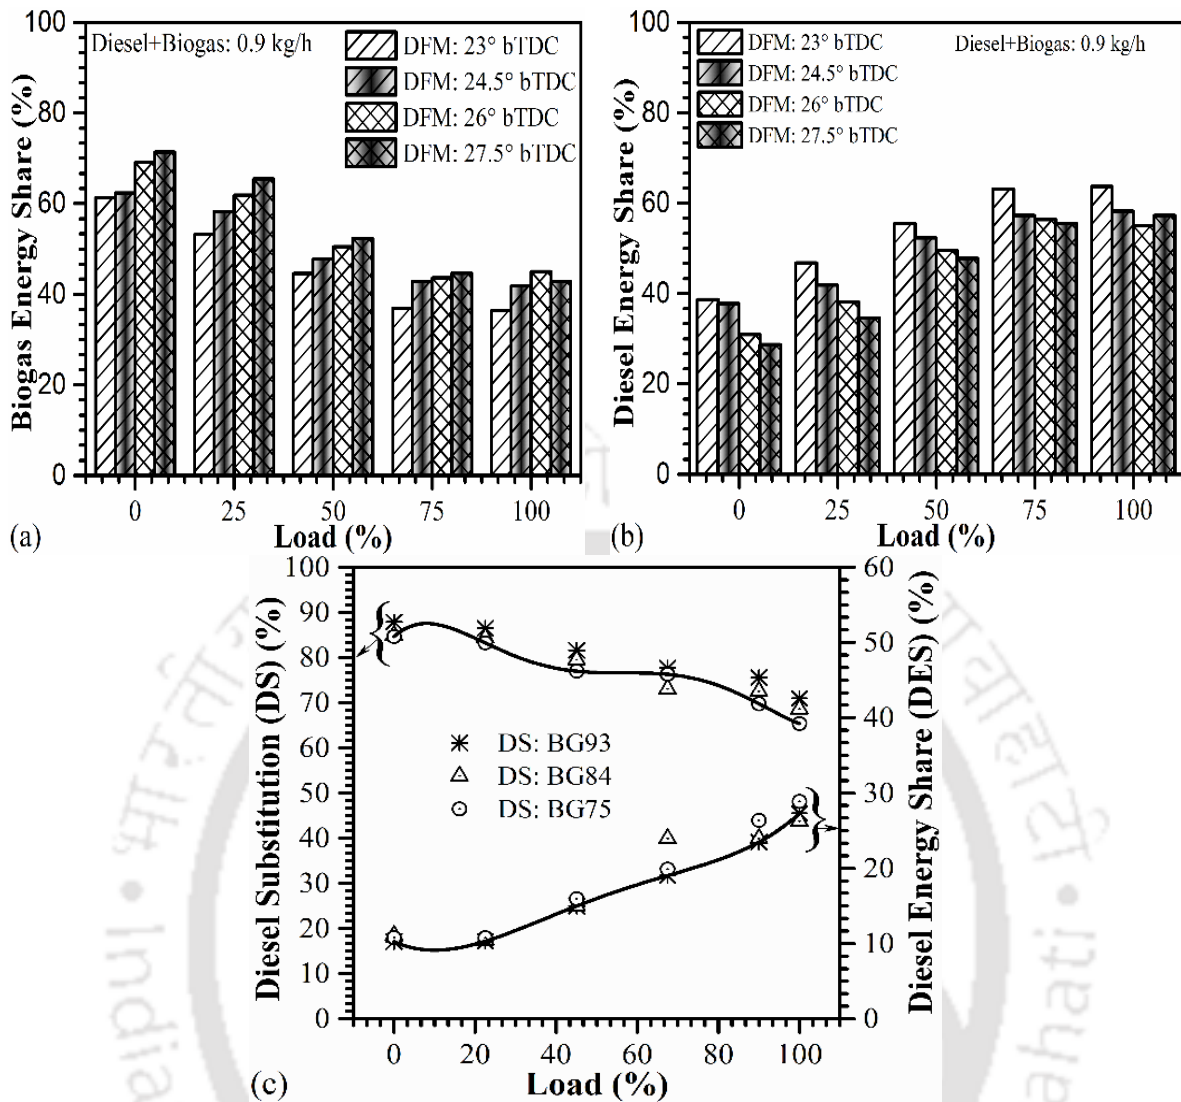 100
80
60
40
20
0
Biogas Energy Share (%)
Diesel+Biogas: 0.9 kg/h
DFM: 23° bTDC
DFM: 24.5° bTDC
DFM: 26° bTDC
DFM: 27.5° bTDC
0 25 50 75 100
(a) Load (%)
100
80
60
40
20
0
Diesel Energy Share (%)
DFM: 23° bTDC
DFM: 24.5° bTDC
DFM: 26° bTDC
DFM: 27.5° bTDC
Diesel+Biogas: 0.9 kg/h
0 25 50 75 100
(b) Load (%)
100
90
80
70
60
50
40
30
20
10
0
Diesel Substitution (DS) (%)
DS: BG93
DS: BG84
DS: BG75
60
50
40
30
20
10
0
Diesel Energy Share (DES) (%)
0 20 40 60 80 100
(c) Load (%)